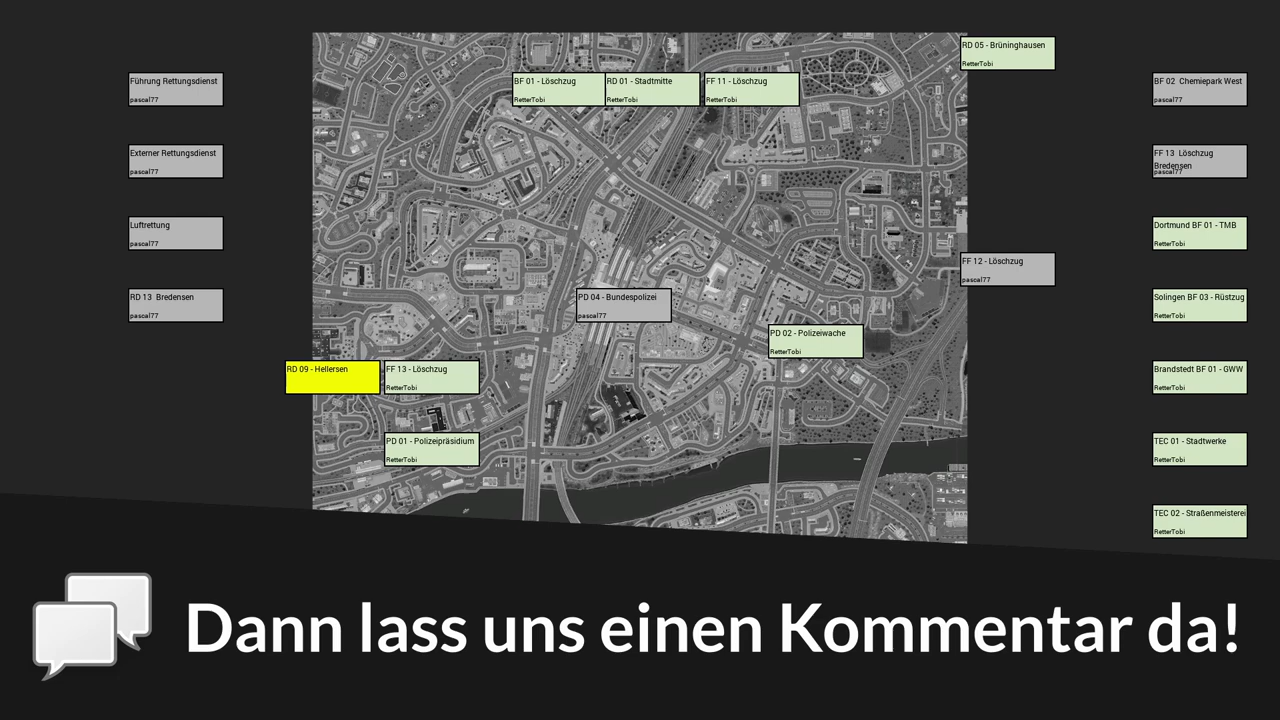 RD 05 - Brüninghausen
RetterTobi
Führung Rettungsdienst
pascal77
BF 01 - Löschzug
RetterTobi
RD 01 - Stadtmitte
RetterTobi
FF 11 - Löschzug
RetterTobi
BF 02 Chemiepark West
pascal77
Externer Rettungsdienst
pascal77
FF 13 Löschzug
Bredensen
pascal77
Luftrettung
pascal77
Dortmund BF 01 - TMB
RetterTobi
FF 12 - Löschzug
pascal77
RD 13 Bredensen
pascal77
PD 04 - Bundespolizei
pascal77
Solingen BF 03 - Rüstzug
RetterTobi
PD 02 - Polizeiwache
RetterTobi
RD 09 - Hellersen
FF 13 - Löschzug
RetterTobi
Brandstedt BF 01 - GWW
RetterTobi
PD 01 - Polizeipräsidium
RetterTobi
TEC 01 - Stadtwerke
RetterTobi
TEC 02 - Straßenmeisterei
RetterTobi
Dann lass uns einen Kommentar da!